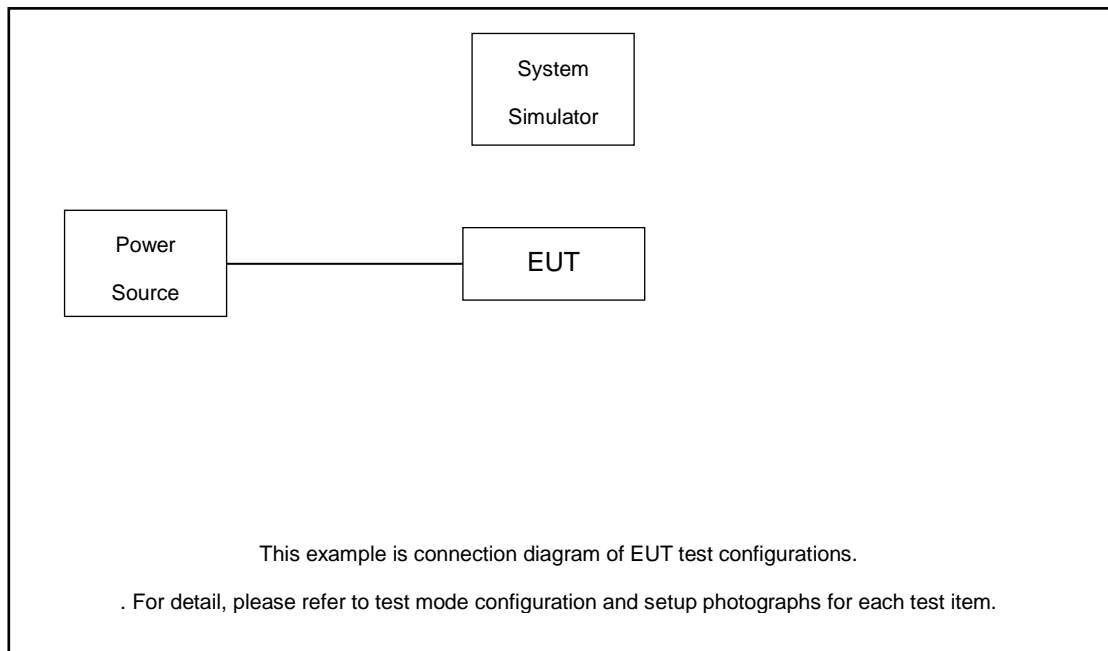 System
Simulator
Power
Source
EUT
This example is connection diagram of EUT test configurations.
. For detail, please refer to test mode configuration and setup photographs for each test item.